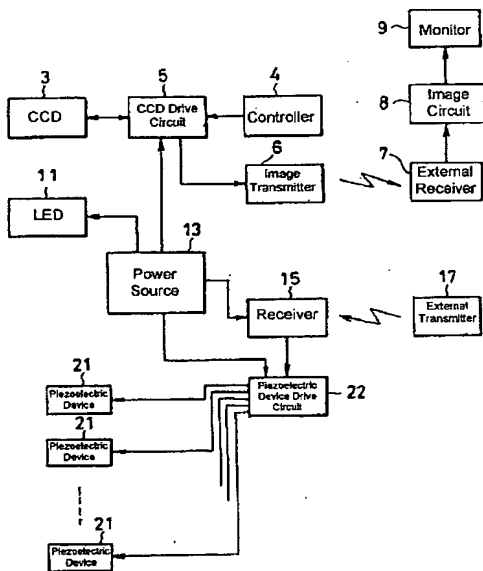 9
Monitor
3
5
4
CCD
CCD Drive
Circuit
Controller
8
Image
Circuit
6
Image
Transmitter
7
External
Receiver
11
LED
13
Power
Source
15
Receiver
17
External
Transmitter
21
Piezoelectric
Device
Piezoelectric
Device Drive
Circuit
22
21
Piezoelectric
Device
21
Piezoelectric
Device